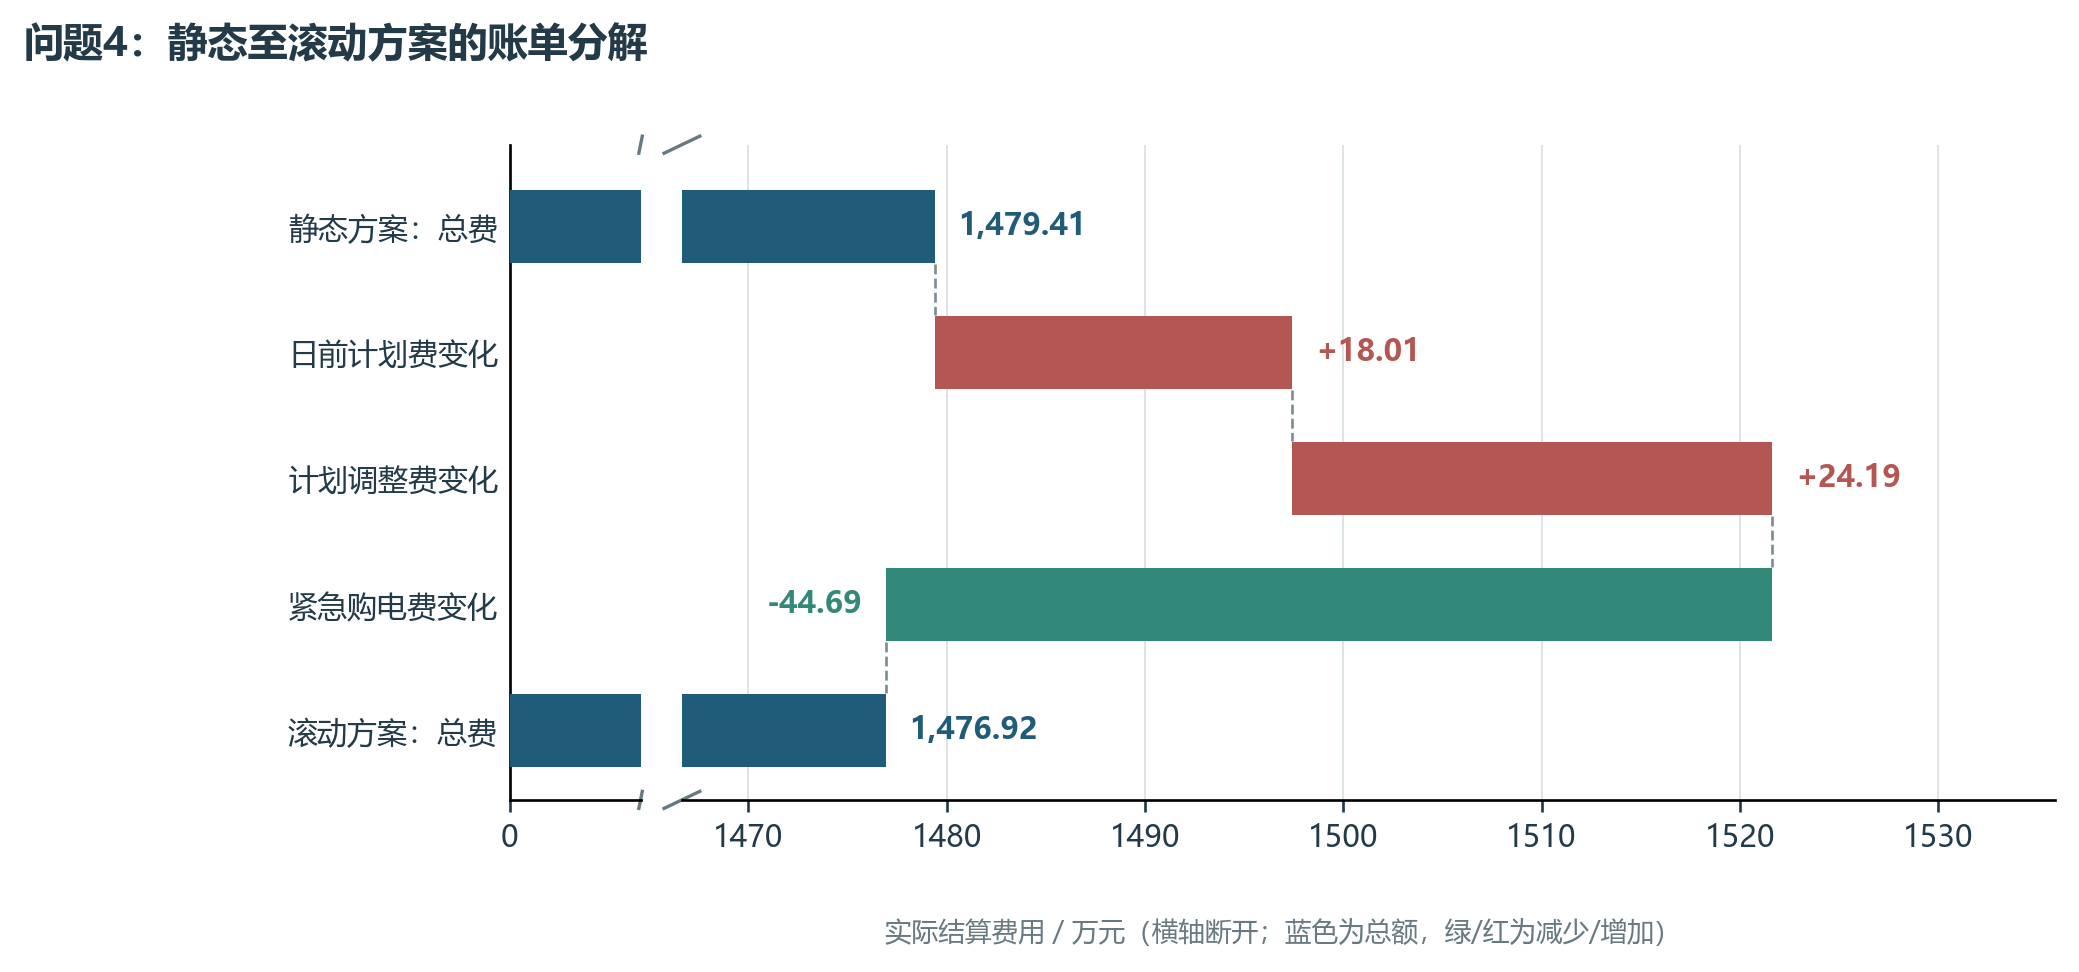 问题4：静态至滚动方案的账单分解
静态方案：总费 1,479.41
日前计划费变化 +18.01
计划调整费变化 +24.19
紧急购电费变化 -44.69
滚动方案：总费 1,476.92
0 1470 1480 1490 1500 1510 1520 1530
实际结算费用 / 万元（横轴断开；蓝色为总额，绿/红为减少/增加）